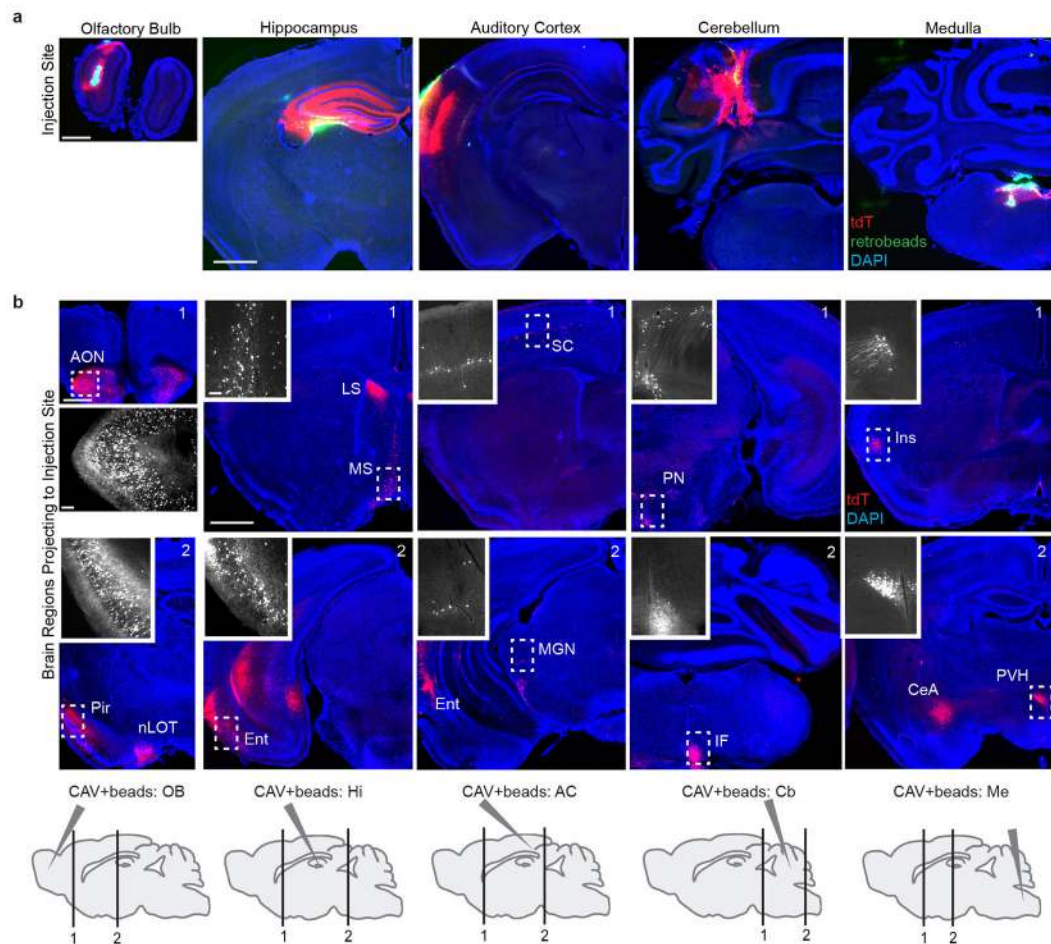 a
Olfactory Bulb
Hippocampus
Auditory Cortex
Cerebellum
Medulla
Injection Site
tdT
retrobeads
DAPI
b
Brain Regions Projecting to Injection Site
1
AON
1
LS
MS
1
SC
1
PN
1
Ins
tdT
DAPI
Pir
nLOT
2
Ent
2
MGN
Ent
2
IF
2
CeA
PVH
CAV+beads: OB
CAV+beads: Hi
CAV+beads: AC
CAV+beads: Cb
CAV+beads: Me
1 2
1 2
1 2
1 2
1 2